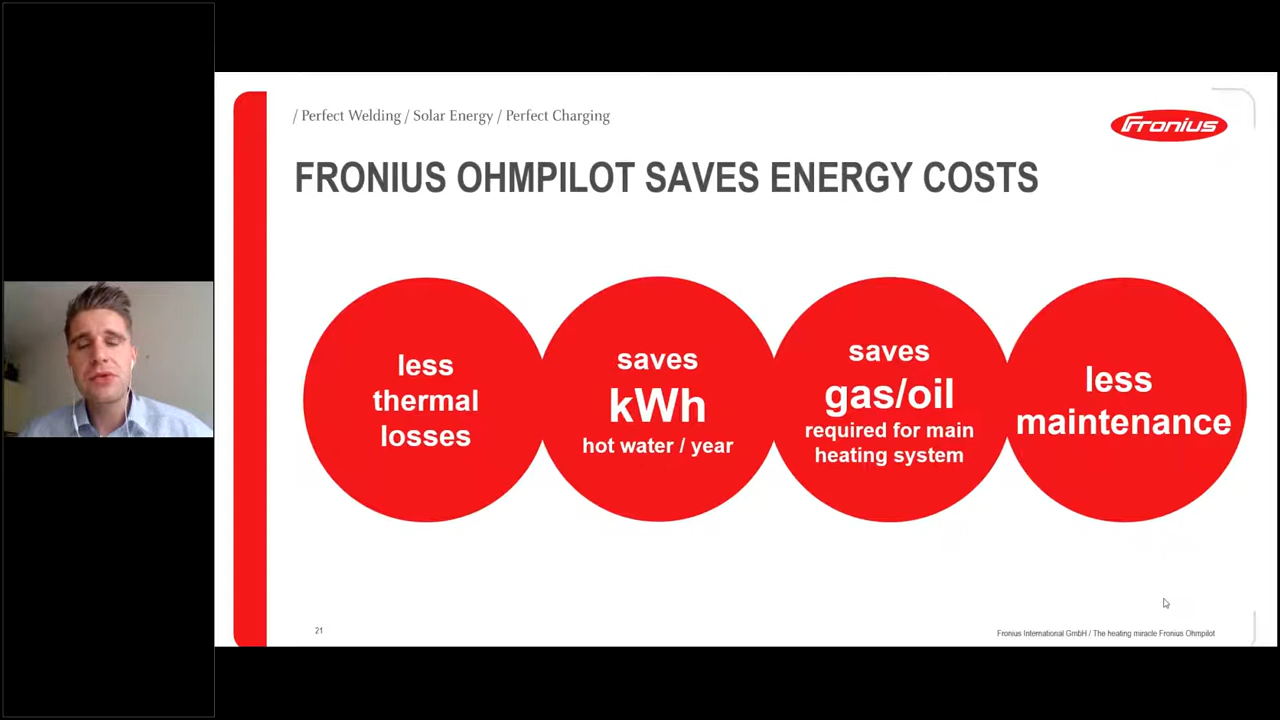 / Perfect Welding / Solar Energy / Perfect Charging
Fronius
FRONIUS OHMPILOT SAVES ENERGY COSTS
less
thermal
losses
saves
kWh
hot water / year
saves
gas/oil
required for main
heating system
less
maintenance
21
Fronius International GmbH / The heating miracle Fronius Ohmpilot